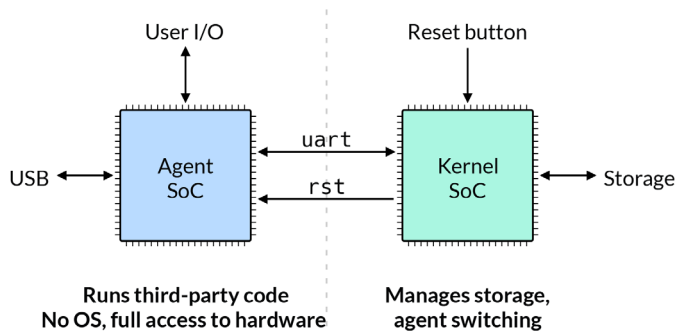 User I/O
Reset button
Agent
SoC
Kernel
SoC
uart
rst
USB
Storage
Runs third-party code
No OS, full access to hardware
Manages storage,
agent switching